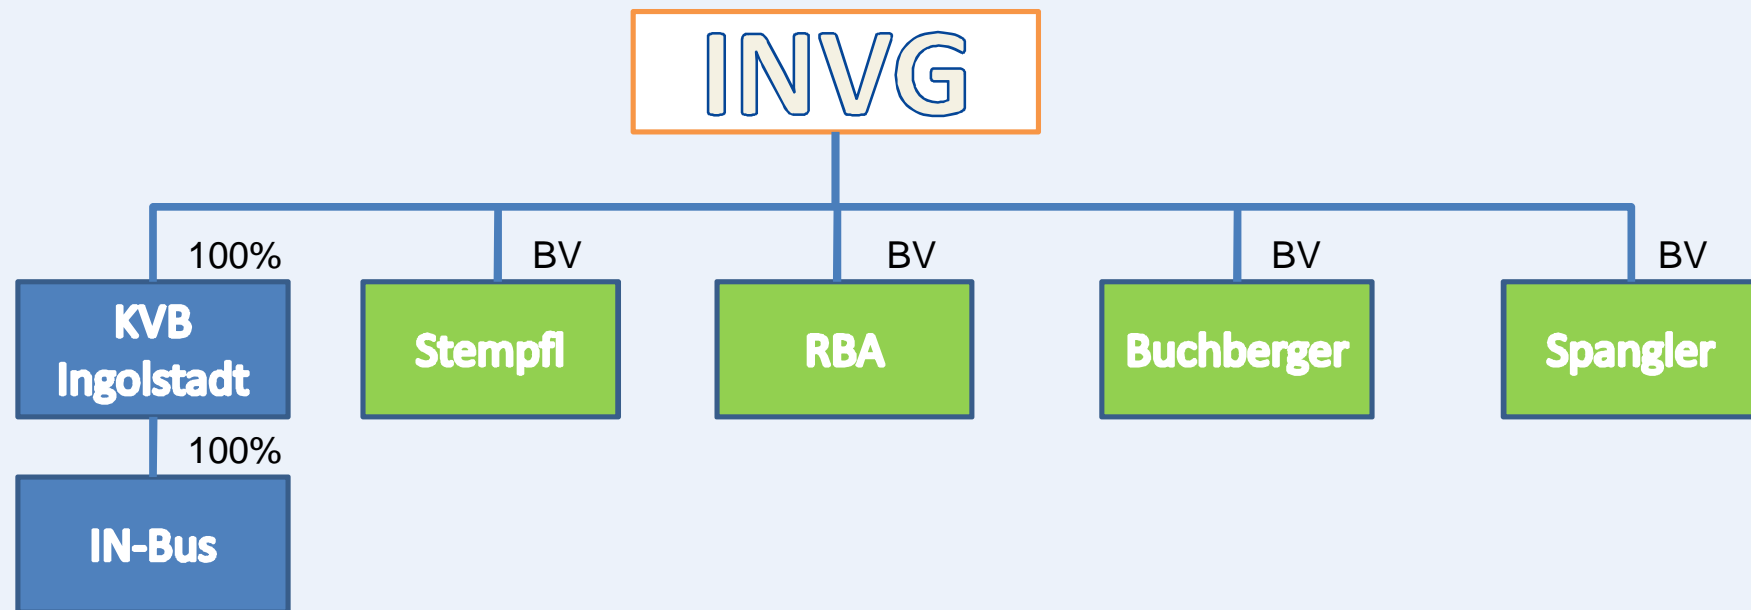 INVG
100%
BV
BV
BV
BV
KVB
Ingolstadt
Stempfl
RBA
Buchberger
Spangler
100%
IN-Bus